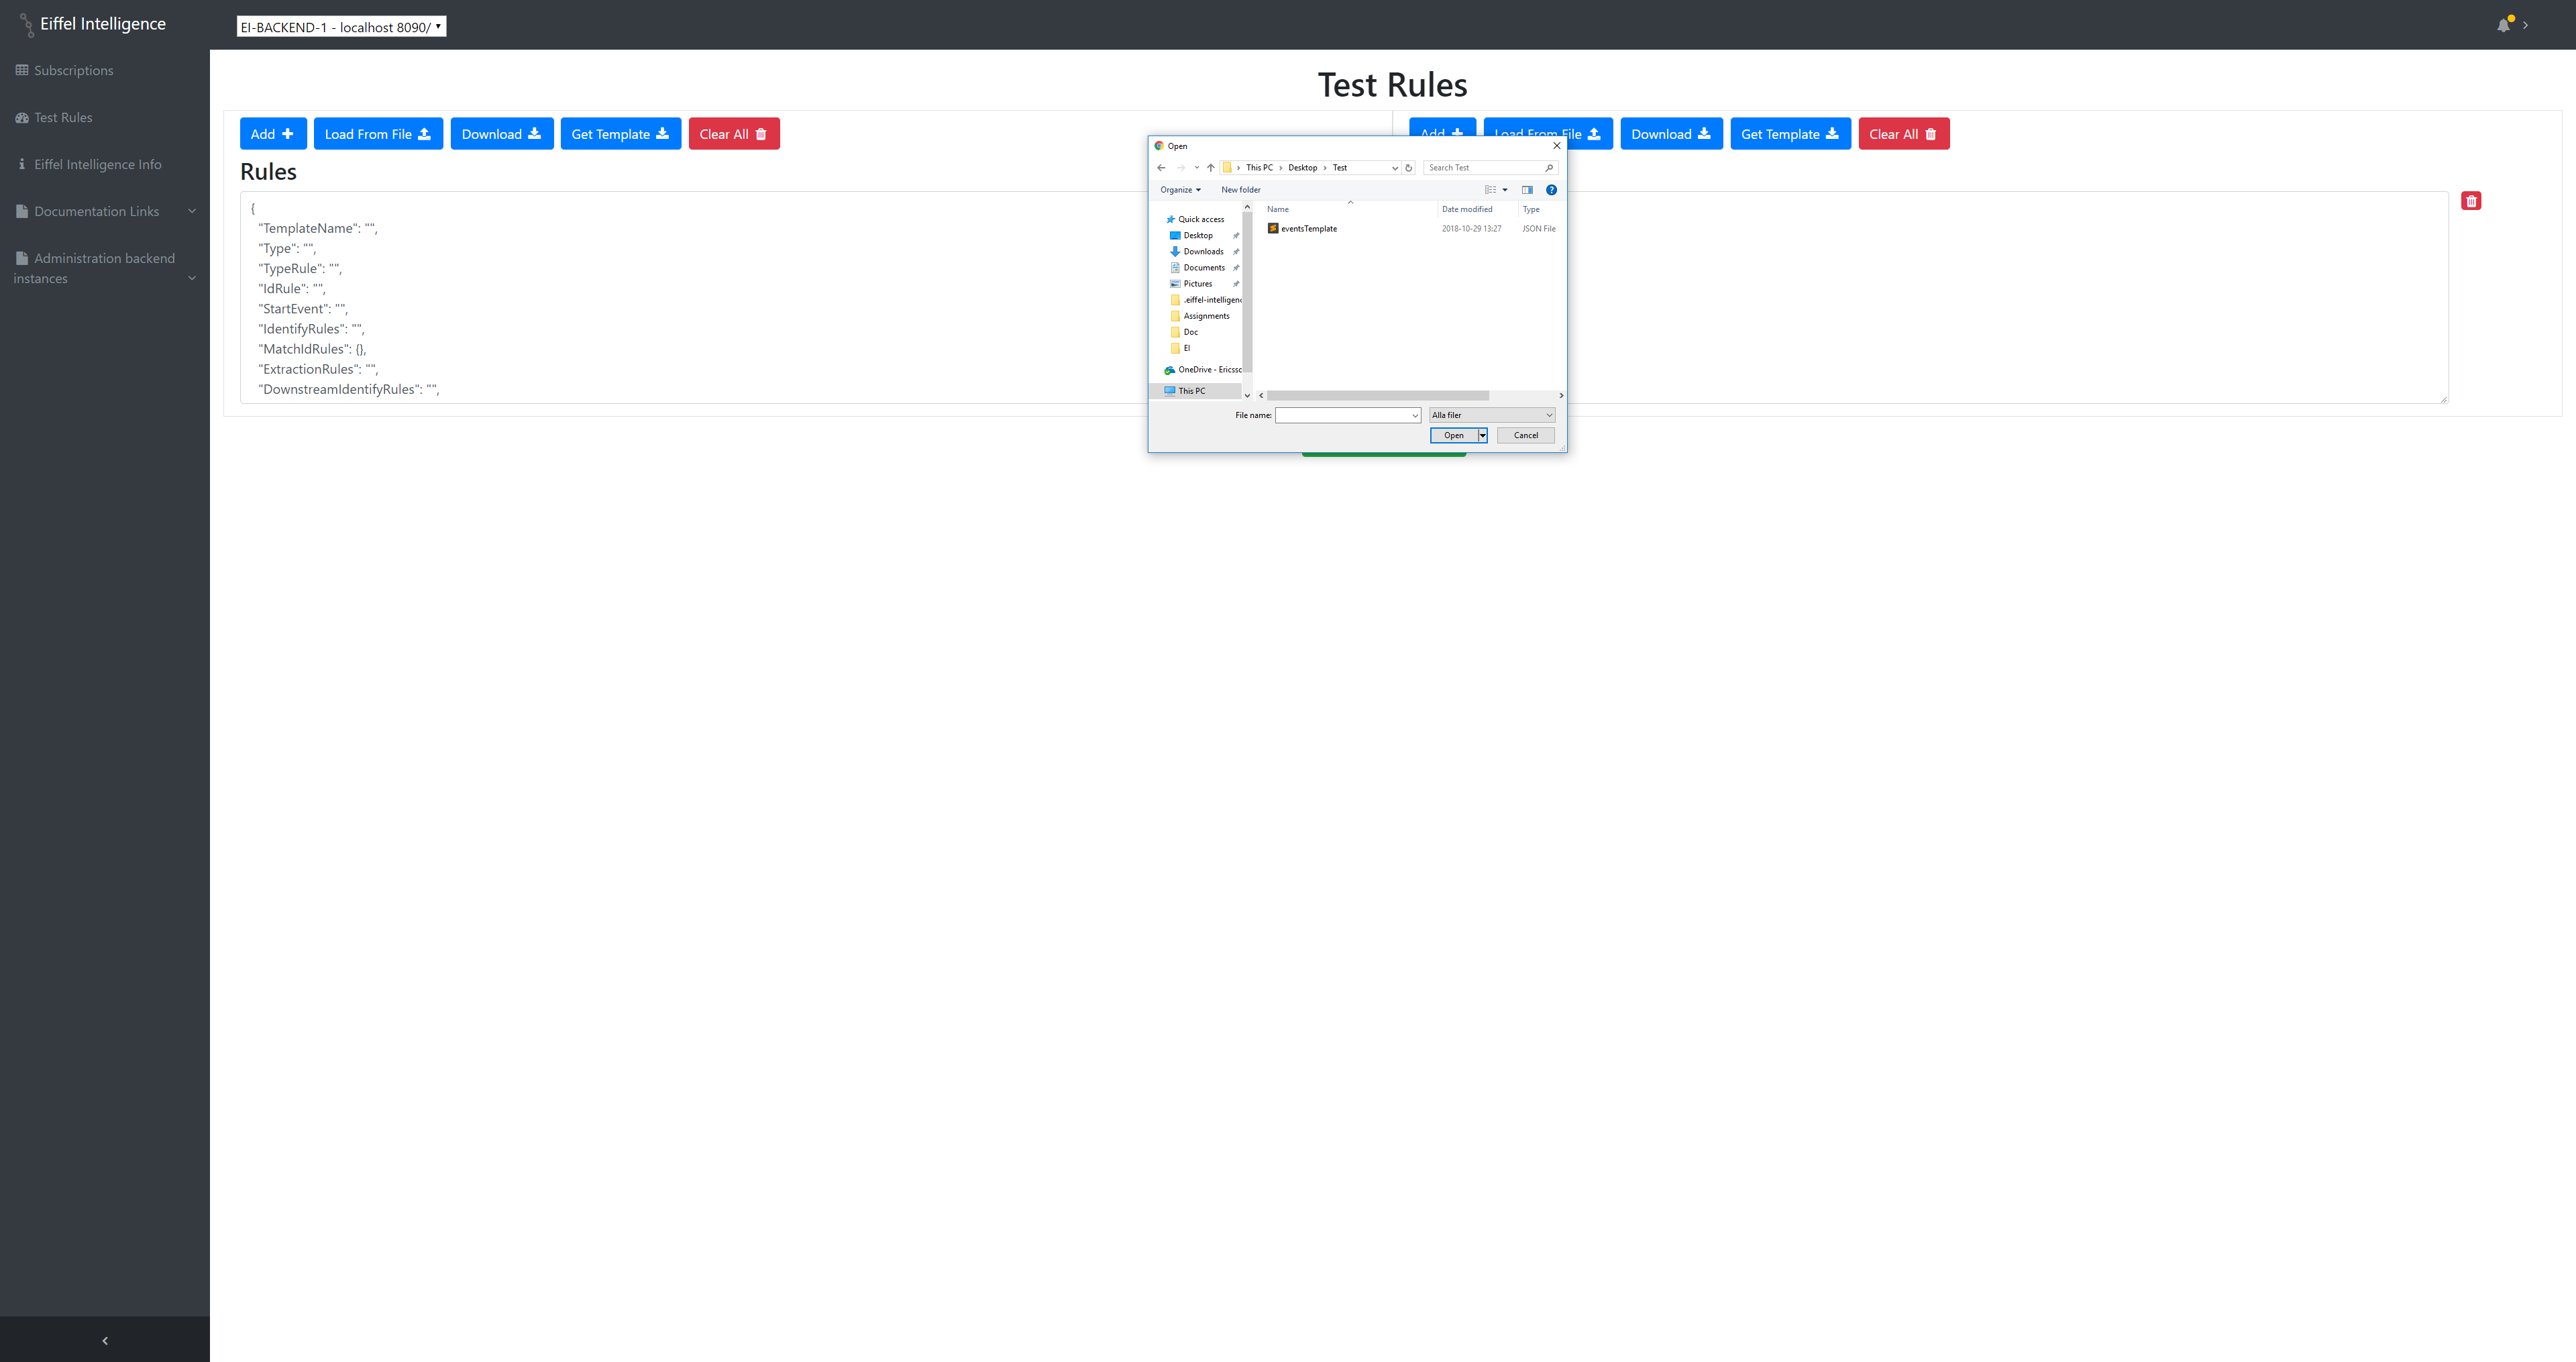 Eiffel Intelligence
EI-BACKEND-1 - localhost 8090/
Subscriptions
Test Rules
Eiffel Intelligence Info
Documentation Links
Administration backend
instances
Test Rules
Add
Load From File
Download
Get Template
Clear All
Add
Load From File
Download
Get Template
Clear All
Rules
{
"TemplateName": "",
"Type": "",
"TypeRule": "",
"IdRule": "",
"StartEvent": "",
"IdentifyRules": "",
"MatchIdRules": {},
"ExtractionRules": "",
"DownstreamIdentifyRules": "",
Open
This PC > Desktop > Test
Search Test
Organize
New folder
Quick access
Desktop
Downloads
Documents
Pictures
.eiffel-intelligenc
Assignments
Doc
EI
OneDrive - Ericssc
This PC
Name
Date modified
Type
eventsTemplate
2018-10-29 13:27
JSON File
File name:
Alla filer
Open
Cancel